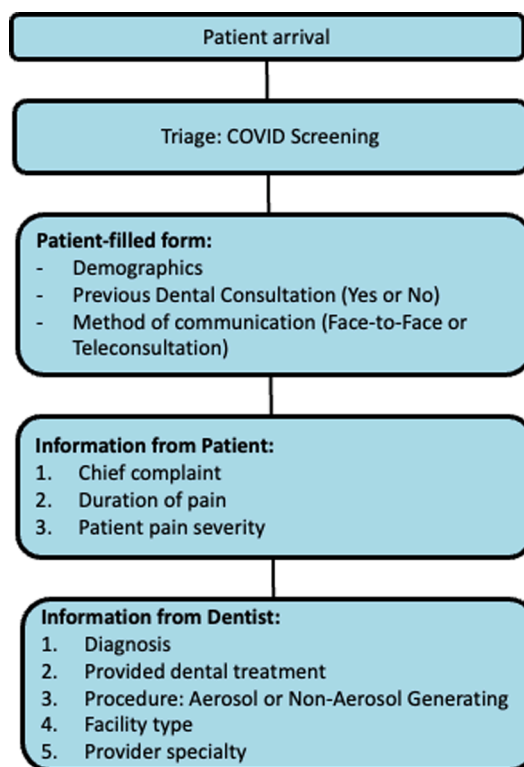 Patient arrival
Triage: COVID Screening
Patient-filled form:
- Demographics
- Previous Dental Consultation (Yes or No)
- Method of communication (Face-to-Face or
Teleconsultation)
Information from Patient:
1. Chief complaint
2. Duration of pain
3. Patient pain severity
Information from Dentist:
1. Diagnosis
2. Provided dental treatment
3. Procedure: Aerosol or Non-Aerosol Generating
4. Facility type
5. Provider specialty